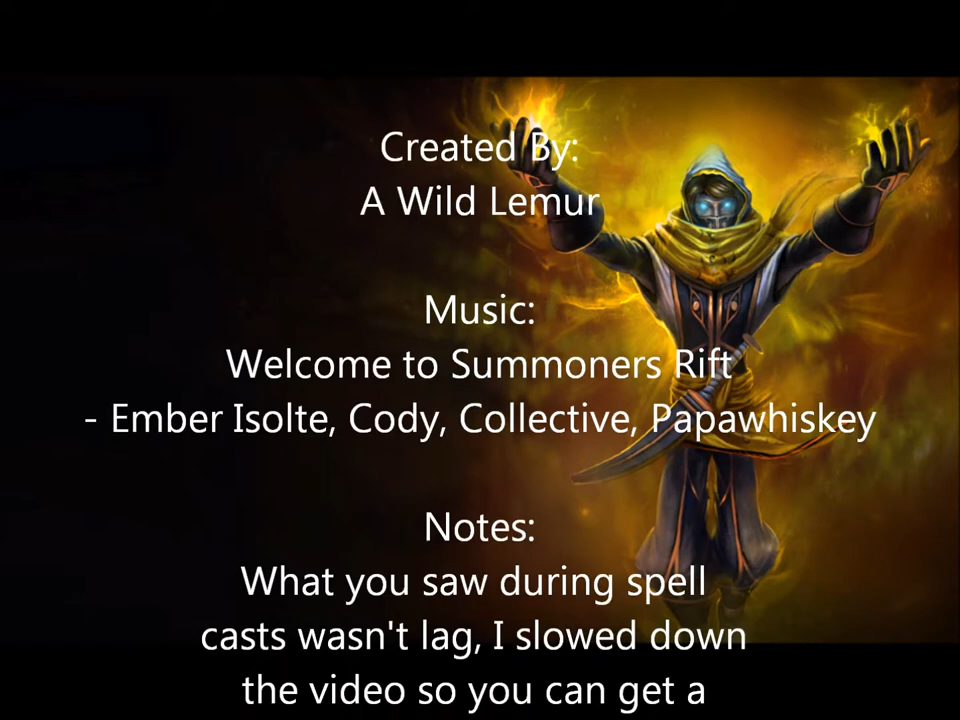 Created By:
A Wild Lemur
Music:
Welcome to Summoners Rift
- Ember Isolte, Cody, Collective, Papawhiskey
Notes:
What you saw during spell
casts wasn't lag, I slowed down
the video so you can get a